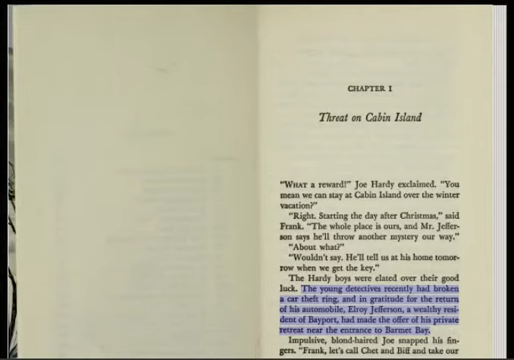 CHAPTER I
Threat on Cabin Island
"WHAT a reward!" Joe Hardy exclaimed. "You
mean we can stay at Cabin Island over the winter
vacation?"
"Right. Starting the day after Christmas," said
Frank. "The whole place is ours, and Mr. Jeffer-
son says he'll throw another mystery our way."
"About what?"
"Wouldn't say. He'll tell us at his home tomor-
row when we get the key."
The Hardy boys were elated over their good
luck. The young detectives recently had broken
a car theft ring, and in gratitude for the return
of his automobile, Elroy Jefferson, a wealthy resi-
dent of Bayport, had made the offer of his private
retreat near the entrance to Barmet Bay.
Impulsive, blond-haired Joe snapped his fin-
gers. "Frank, let's call Chet and Biff and take our